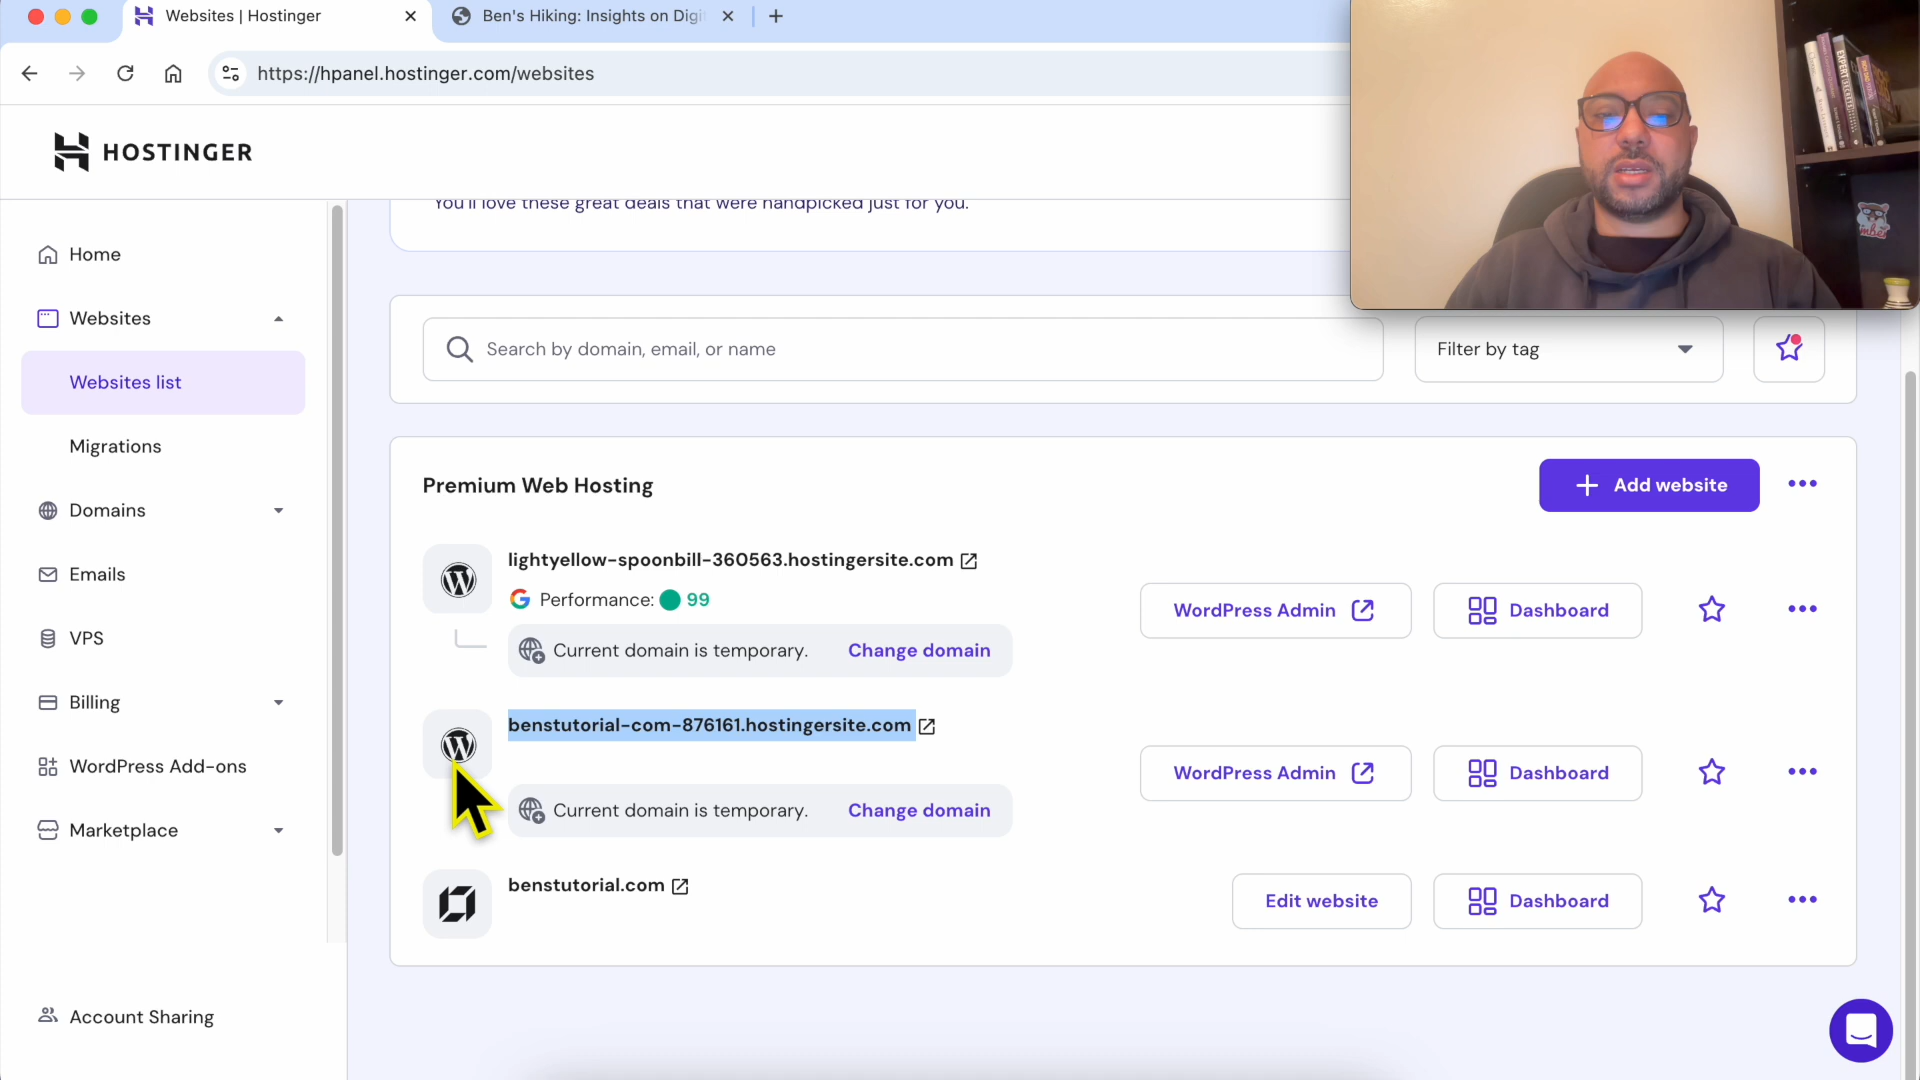 Websites | Hostinger
Ben's Hiking: Insights on Digi
https://hpanel.hostinger.com/websites
HOSTINGER
You'll love these great deals that were handpicked just for you.
Home
Websites
Websites list
Migrations
Domains
Emails
VPS
Billing
WordPress Add-ons
Marketplace
Account Sharing
Search by domain, email, or name
Filter by tag
Premium Web Hosting
Add website
lightyellow-spoonbill-360563.hostingersite.com
Performance: 99
Current domain is temporary. Change domain
WordPress Admin
Dashboard
benstutorial-com-876161.hostingersite.com
Current domain is temporary. Change domain
WordPress Admin
Dashboard
benstutorial.com
Edit website
Dashboard
EXPERT